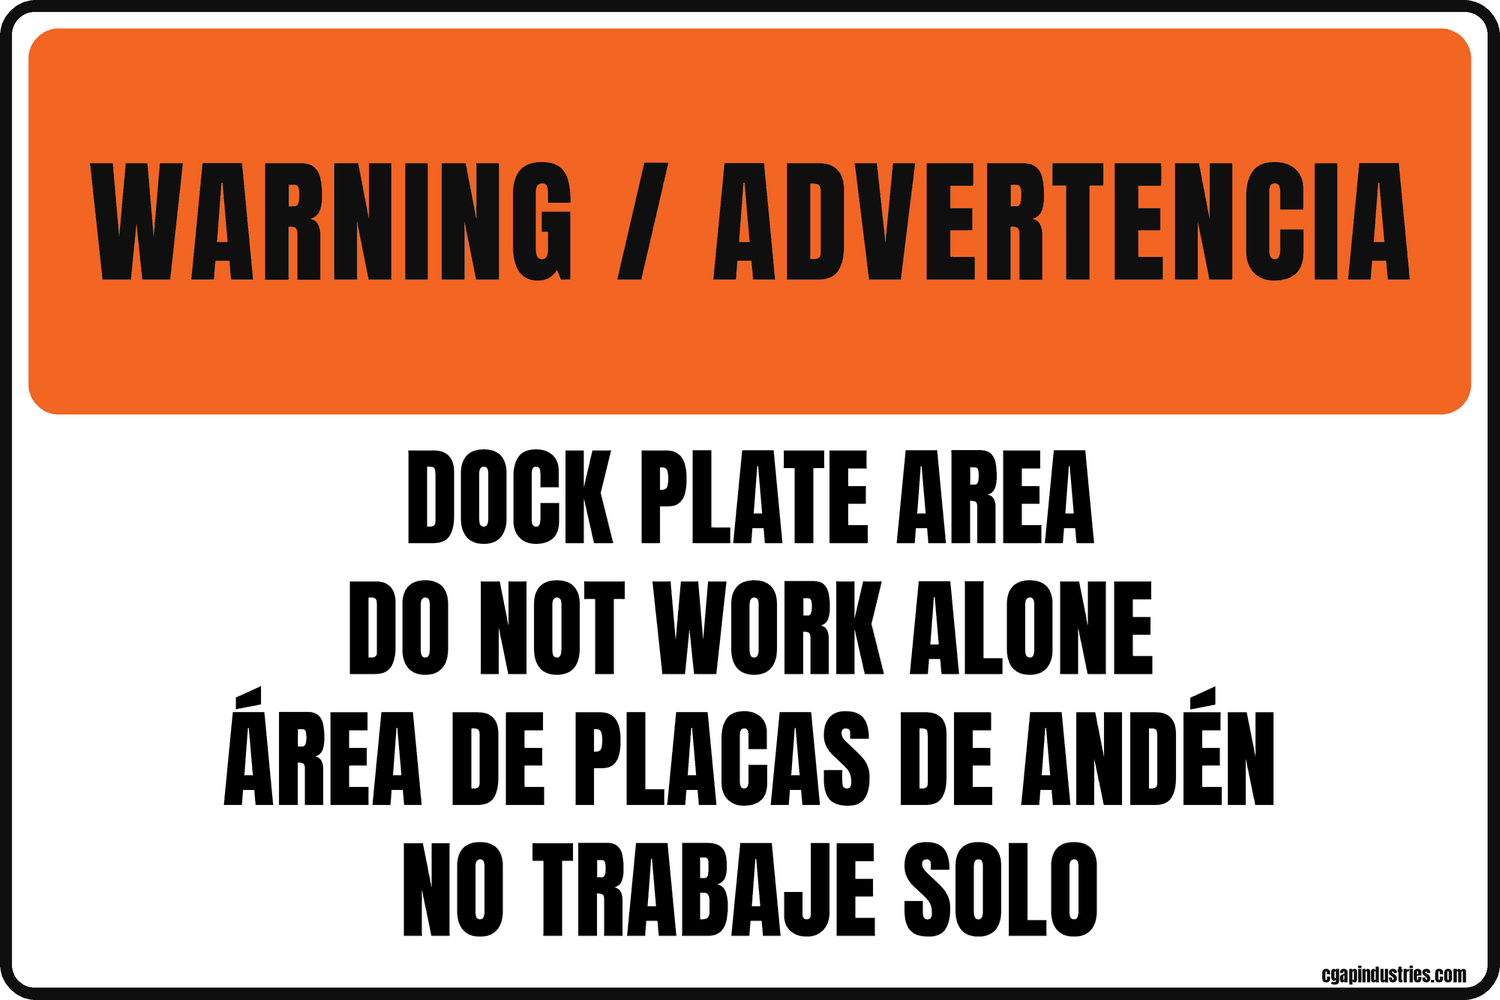 WARNING / ADVERTENCIA
DOCK PLATE AREA
DO NOT WORK ALONE
ÁREA DE PLACAS DE ANDÉN
NO TRABAJE SOLO
cgapindustries.com